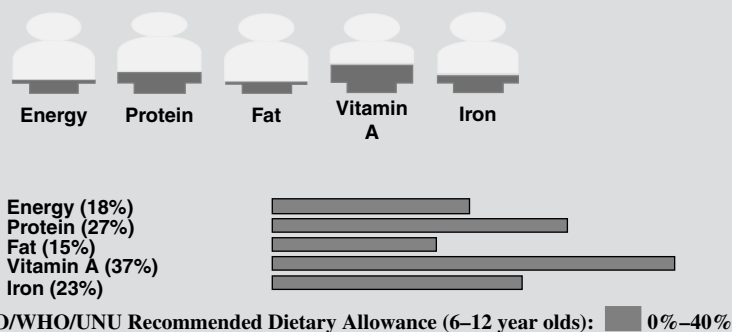 Energy Protein Fat Vitamin A Iron
Energy (18%)
Protein (27%)
Fat (15%)
Vitamin A (37%)
Iron (23%)
O/WHO/UNU Recommended Dietary Allowance (6–12 year olds): 0%–40%